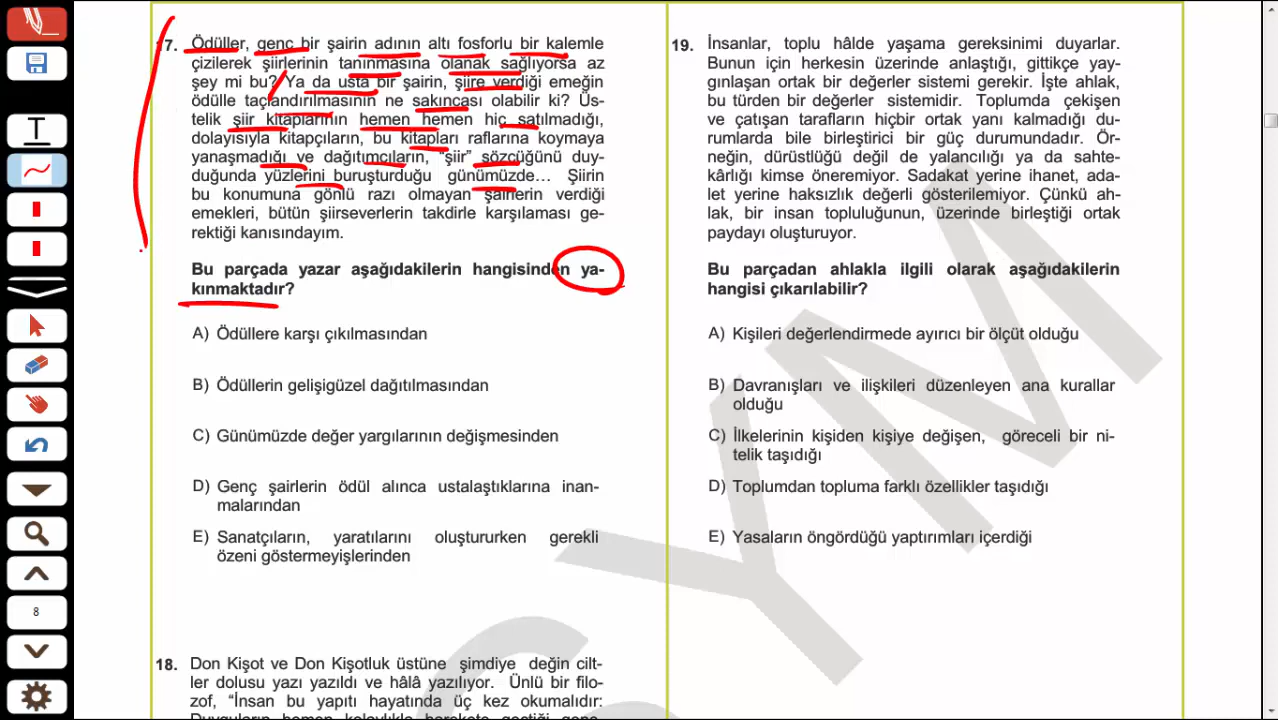 17. Ödüller, genç bir şairin adının altı fosforlu bir kalemle
çizilerek şiirlerinin tanınmasına olanak sağlıyorsa az
şey mi bu? Ya da usta bir şairin, şiire verdiği emeğin
ödülle taçlandırılmasının ne sakıncası olabilir ki? Üs-
telik şiir kitaplarının hemen hemen hiç satılmadığı,
dolayısıyla kitapçıların, bu kitapları raflarına koymaya
yanaşmadığı ve dağıtımcıların, “şiir” sözcüğünü duy-
duğunda yüzlerini buruşturduğu günümüzde... Şiirin
bu konumuna gönlü razı olmayan şairlerin verdiği
emekleri, bütün şiirseverlerin takdirle karşılaması ge-
rektiği kanısındayım.
Bu parçada yazar aşağıdakilerin hangisinden ya-
kınmaktadır?
A) Ödüllere karşı çıkılmasından
B) Ödüllerin gelişigüzel dağıtılmasından
C) Günümüzde değer yargılarının değişmesinden
D) Genç şairlerin ödül alınca ustalaştıklarına inan-
malarından
E) Sanatçıların, yaratılarını oluştururken gerekli
özeni göstermeyişlerinden
18. Don Kişot ve Don Kişotluk üstüne şimdiye değin cilt-
ler dolusu yazı yazıldı ve hâlâ yazılıyor. Ünlü bir filo-
zof, “İnsan bu yapıtı hayatında üç kez okumalıdır:
Duyguların hemen kolaylıkla harekete geçtiği genç-
19. İnsanlar, toplu hâlde yaşama gereksinimi duyarlar.
Bunun için herkesin üzerinde anlaştığı, gittikçe yay-
gınlaşan ortak bir değerler sistemi gerekir. İşte ahlak,
bu türden bir değerler sistemidir. Toplumda çekişen
ve çatışan tarafların hiçbir ortak yanı kalmadığı du-
rumlarda bile birleştirici bir güç durumundadır. Ör-
neğin, dürüstlüğü değil de yalancılığı ya da sahte-
kârlığı kimse öneremiyor. Sadakat yerine ihanet, ada-
let yerine haksızlık değerli gösterilemiyor. Çünkü ah-
lak, bir insan topluluğunun, üzerinde birleştiği ortak
paydayı oluşturuyor.
Bu parçadan ahlakla ilgili olarak aşağıdakilerin
hangisi çıkarılabilir?
A) Kişileri değerlendirmede ayırıcı bir ölçüt olduğu
B) Davranışları ve ilişkileri düzenleyen ana kurallar
olduğu
C) İlkelerinin kişiden kişiye değişen, göreceli bir ni-
telik taşıdığı
D) Toplumdan topluma farklı özellikler taşıdığı
E) Yasaların öngördüğü yaptırımları içerdiği
T
8